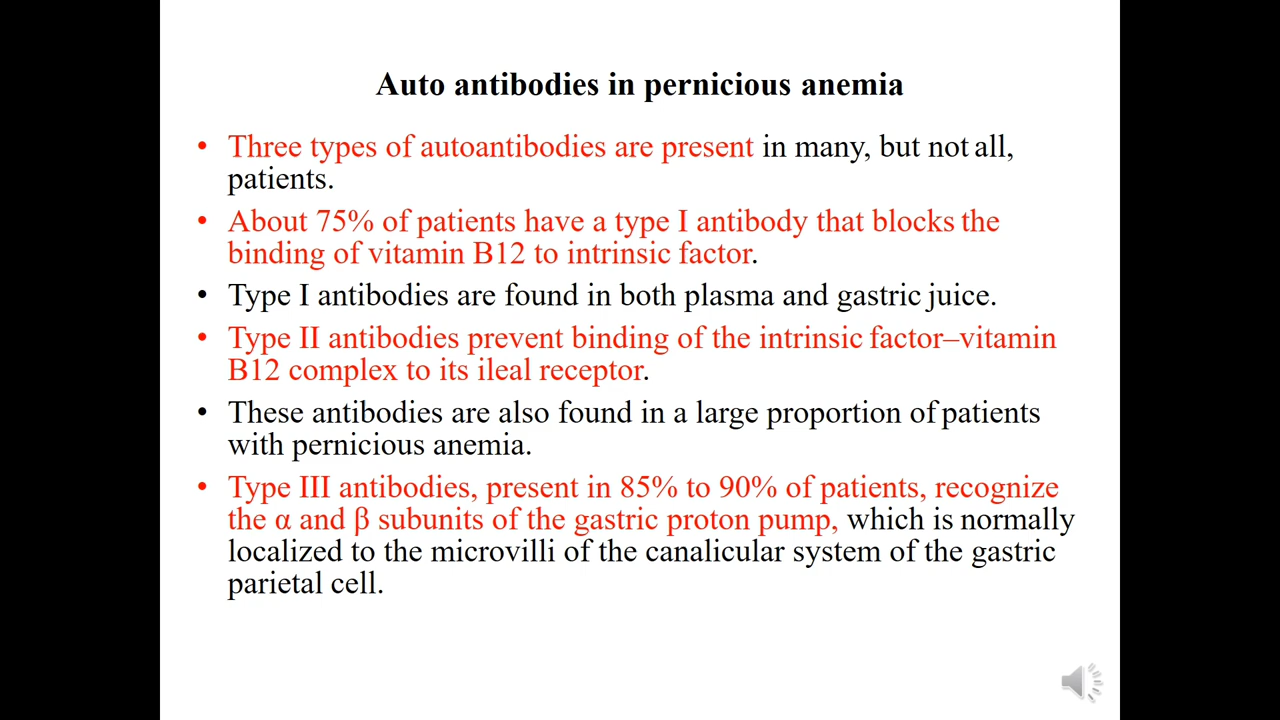 Auto antibodies in pernicious anemia
• Three types of autoantibodies are present in many, but not all,
patients.
• About 75% of patients have a type I antibody that blocks the
binding of vitamin B12 to intrinsic factor.
• Type I antibodies are found in both plasma and gastric juice.
• Type II antibodies prevent binding of the intrinsic factor–vitamin
B12 complex to its ileal receptor.
• These antibodies are also found in a large proportion of patients
with pernicious anemia.
• Type III antibodies, present in 85% to 90% of patients, recognize
the α and β subunits of the gastric proton pump, which is normally
localized to the microvilli of the canalicular system of the gastric
parietal cell.